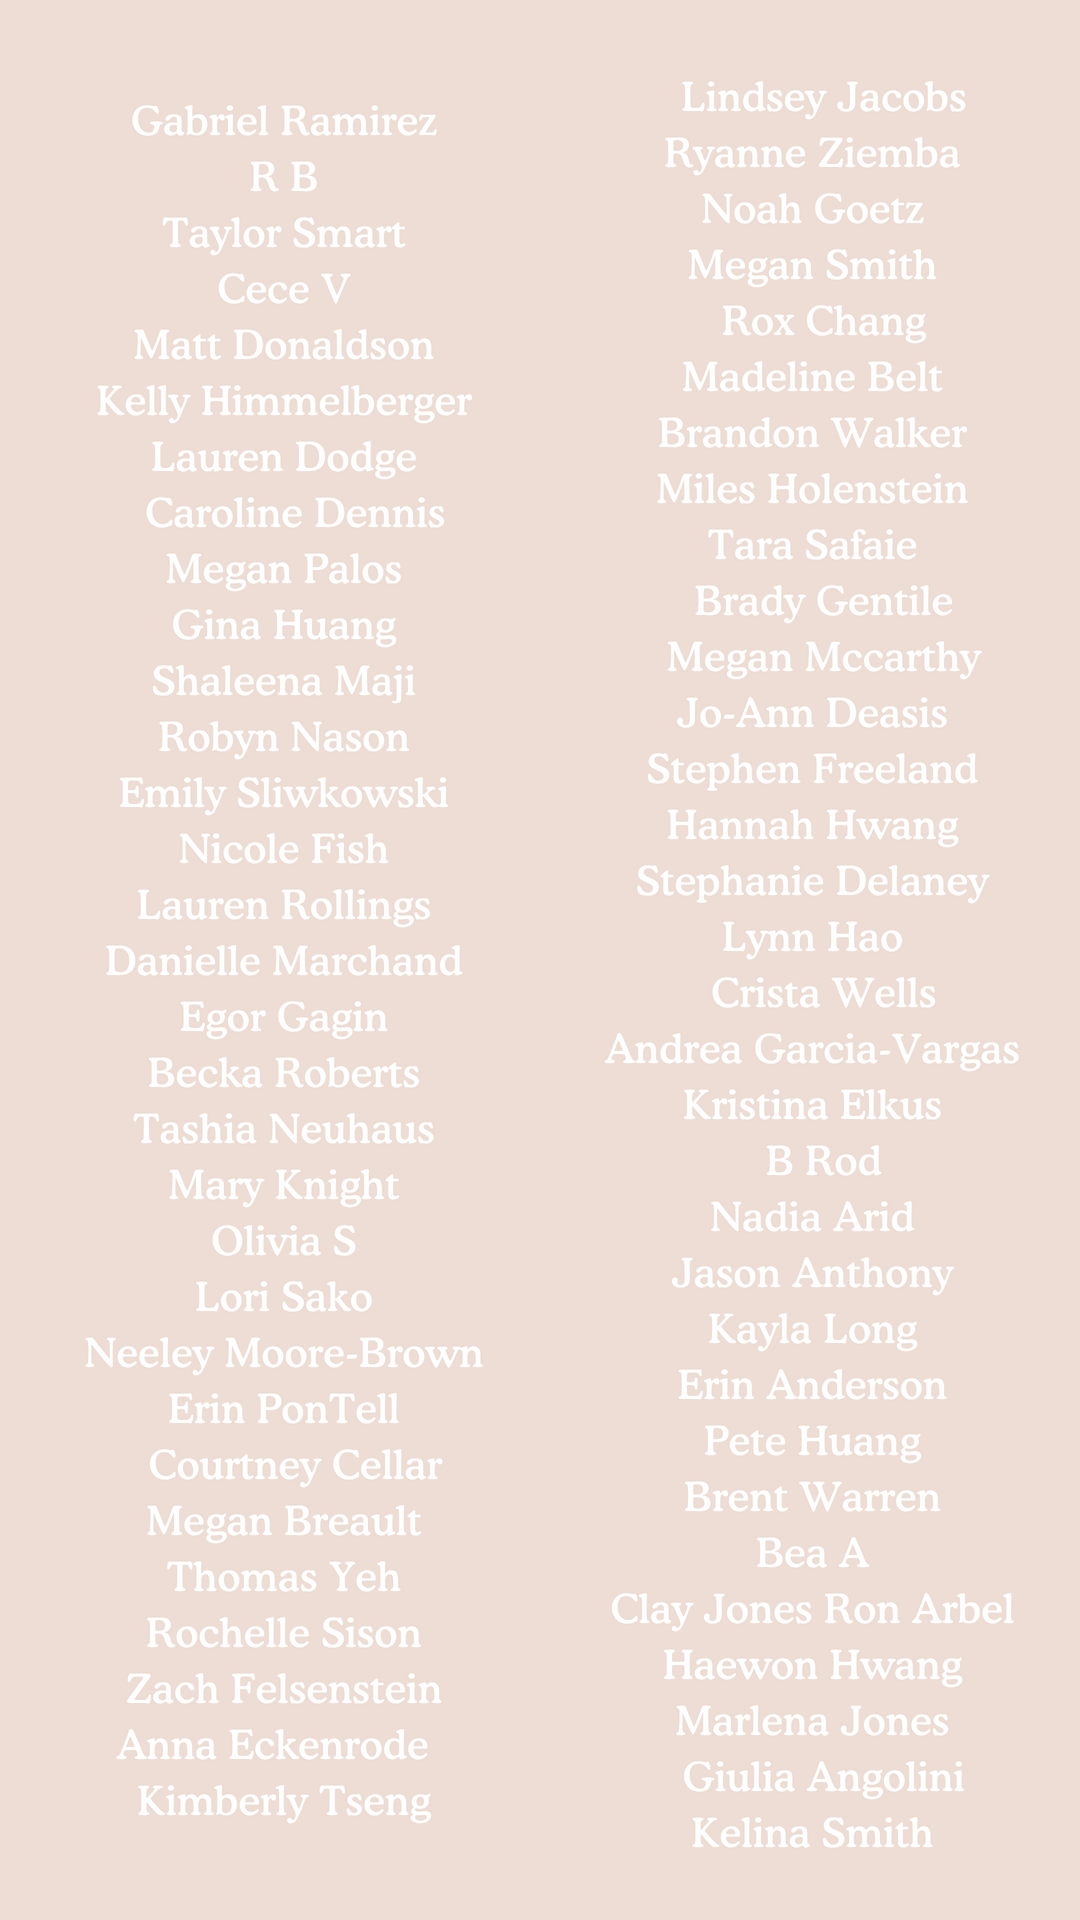 Gabriel Ramirez
R B
Taylor Smart
Cece V
Matt Donaldson
Kelly Himmelberger
Lauren Dodge
Caroline Dennis
Megan Palos
Gina Huang
Shaleena Maji
Robyn Nason
Emily Sliwkowski
Nicole Fish
Lauren Rollings
Danielle Marchand
Egor Gagin
Becka Roberts
Tashia Neuhaus
Mary Knight
Olivia S
Lori Sako
Neeley Moore-Brown
Erin PonTell
Courtney Cellar
Megan Breault
Thomas Yeh
Rochelle Sison
Zach Felsenstein
Anna Eckenrode
Kimberly Tseng
Lindsey Jacobs
Ryanne Ziemba
Noah Goetz
Megan Smith
Rox Chang
Madeline Belt
Brandon Walker
Miles Holenstein
Tara Safaie
Brady Gentile
Megan Mccarthy
Jo-Ann Deasis
Stephen Freeland
Hannah Hwang
Stephanie Delaney
Lynn Hao
Crista Wells
Andrea Garcia-Vargas
Kristina Elkus
B Rod
Nadia Arid
Jason Anthony
Kayla Long
Erin Anderson
Pete Huang
Brent Warren
Bea A
Clay Jones Ron Arbel
Haewon Hwang
Marlena Jones
Giulia Angolini
Kelina Smith